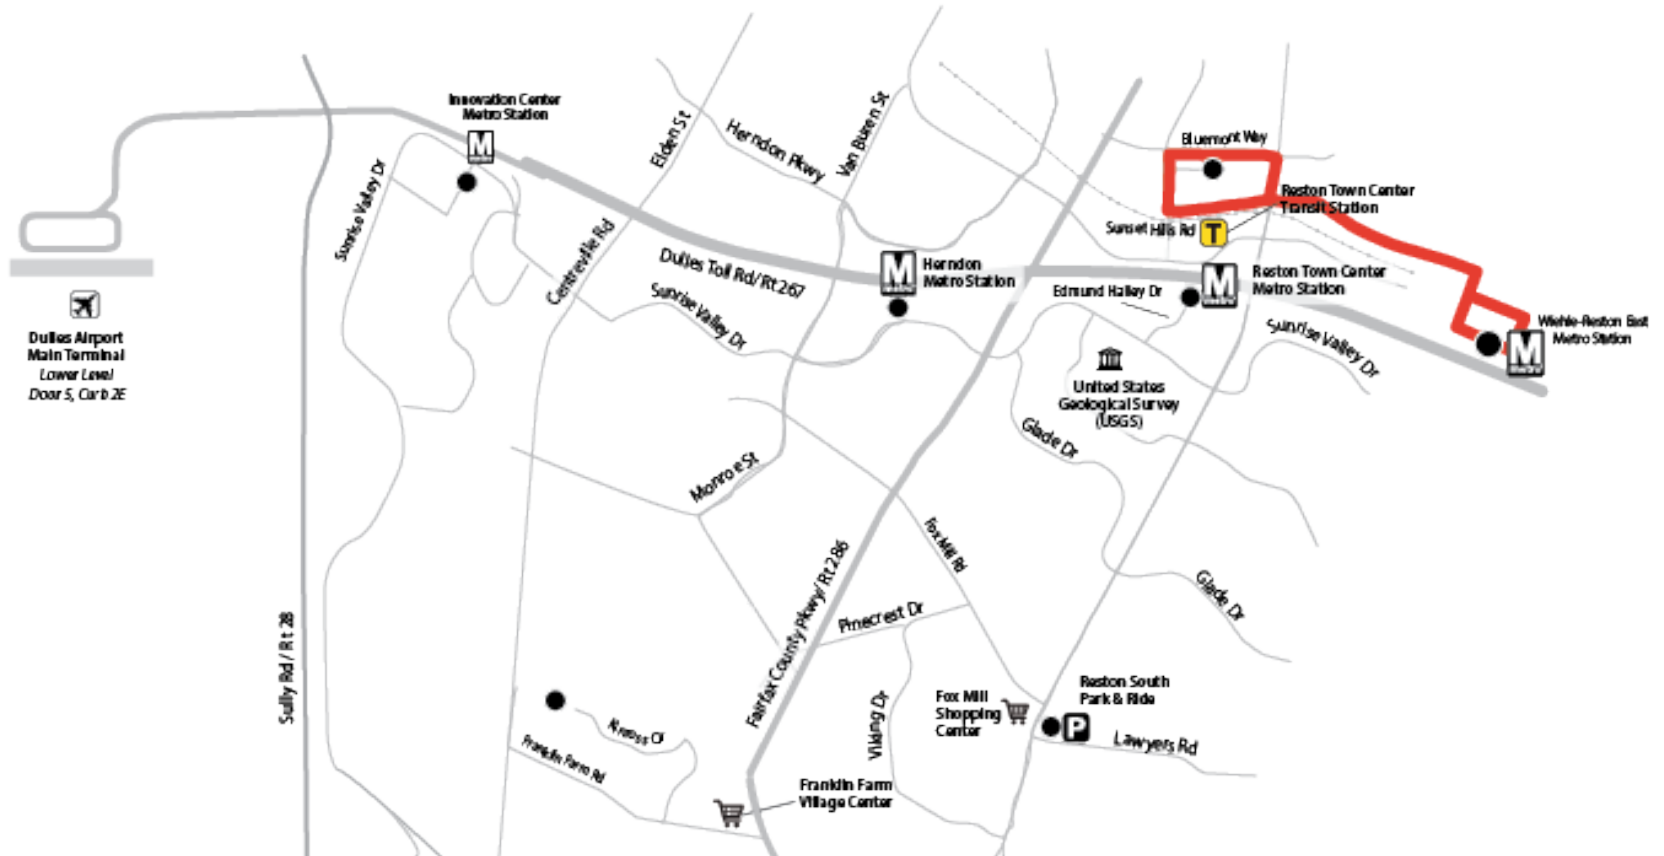 Innovation Center
Metro Station
M
Sunrise Valley Dr
Elden St
Herndon Pkwy
Van Buren St
Bluemont Way
Reston Town Center
Transit Station
Sunset Hills Rd
T
Centreville Rd
Dulles Toll Rd/Rt 267
M
Herndon
Metro Station
Edmund Halley Dr
M
Reston Town Center
Metro Station
Sunrise Valley Dr
Sunrise Valley Dr
Wiehle-Reston East
Metro Station
M
Dulles Airport
Main Terminal
Lower Level
Door 5, Curb 2E
United States
Geological Survey
(USGS)
Glade Dr
Monroe St
Fox Mill Rd
Fairfax County Pkwy/Rt 286
Pinecrest Dr
Glade Dr
Sully Rd / Rt 28
Viking Dr
Fox Mill
Shopping
Center
Reston South
Park & Ride
P
Lawyers Rd
Franklin Farm Rd
Franklin Farm
Village Center